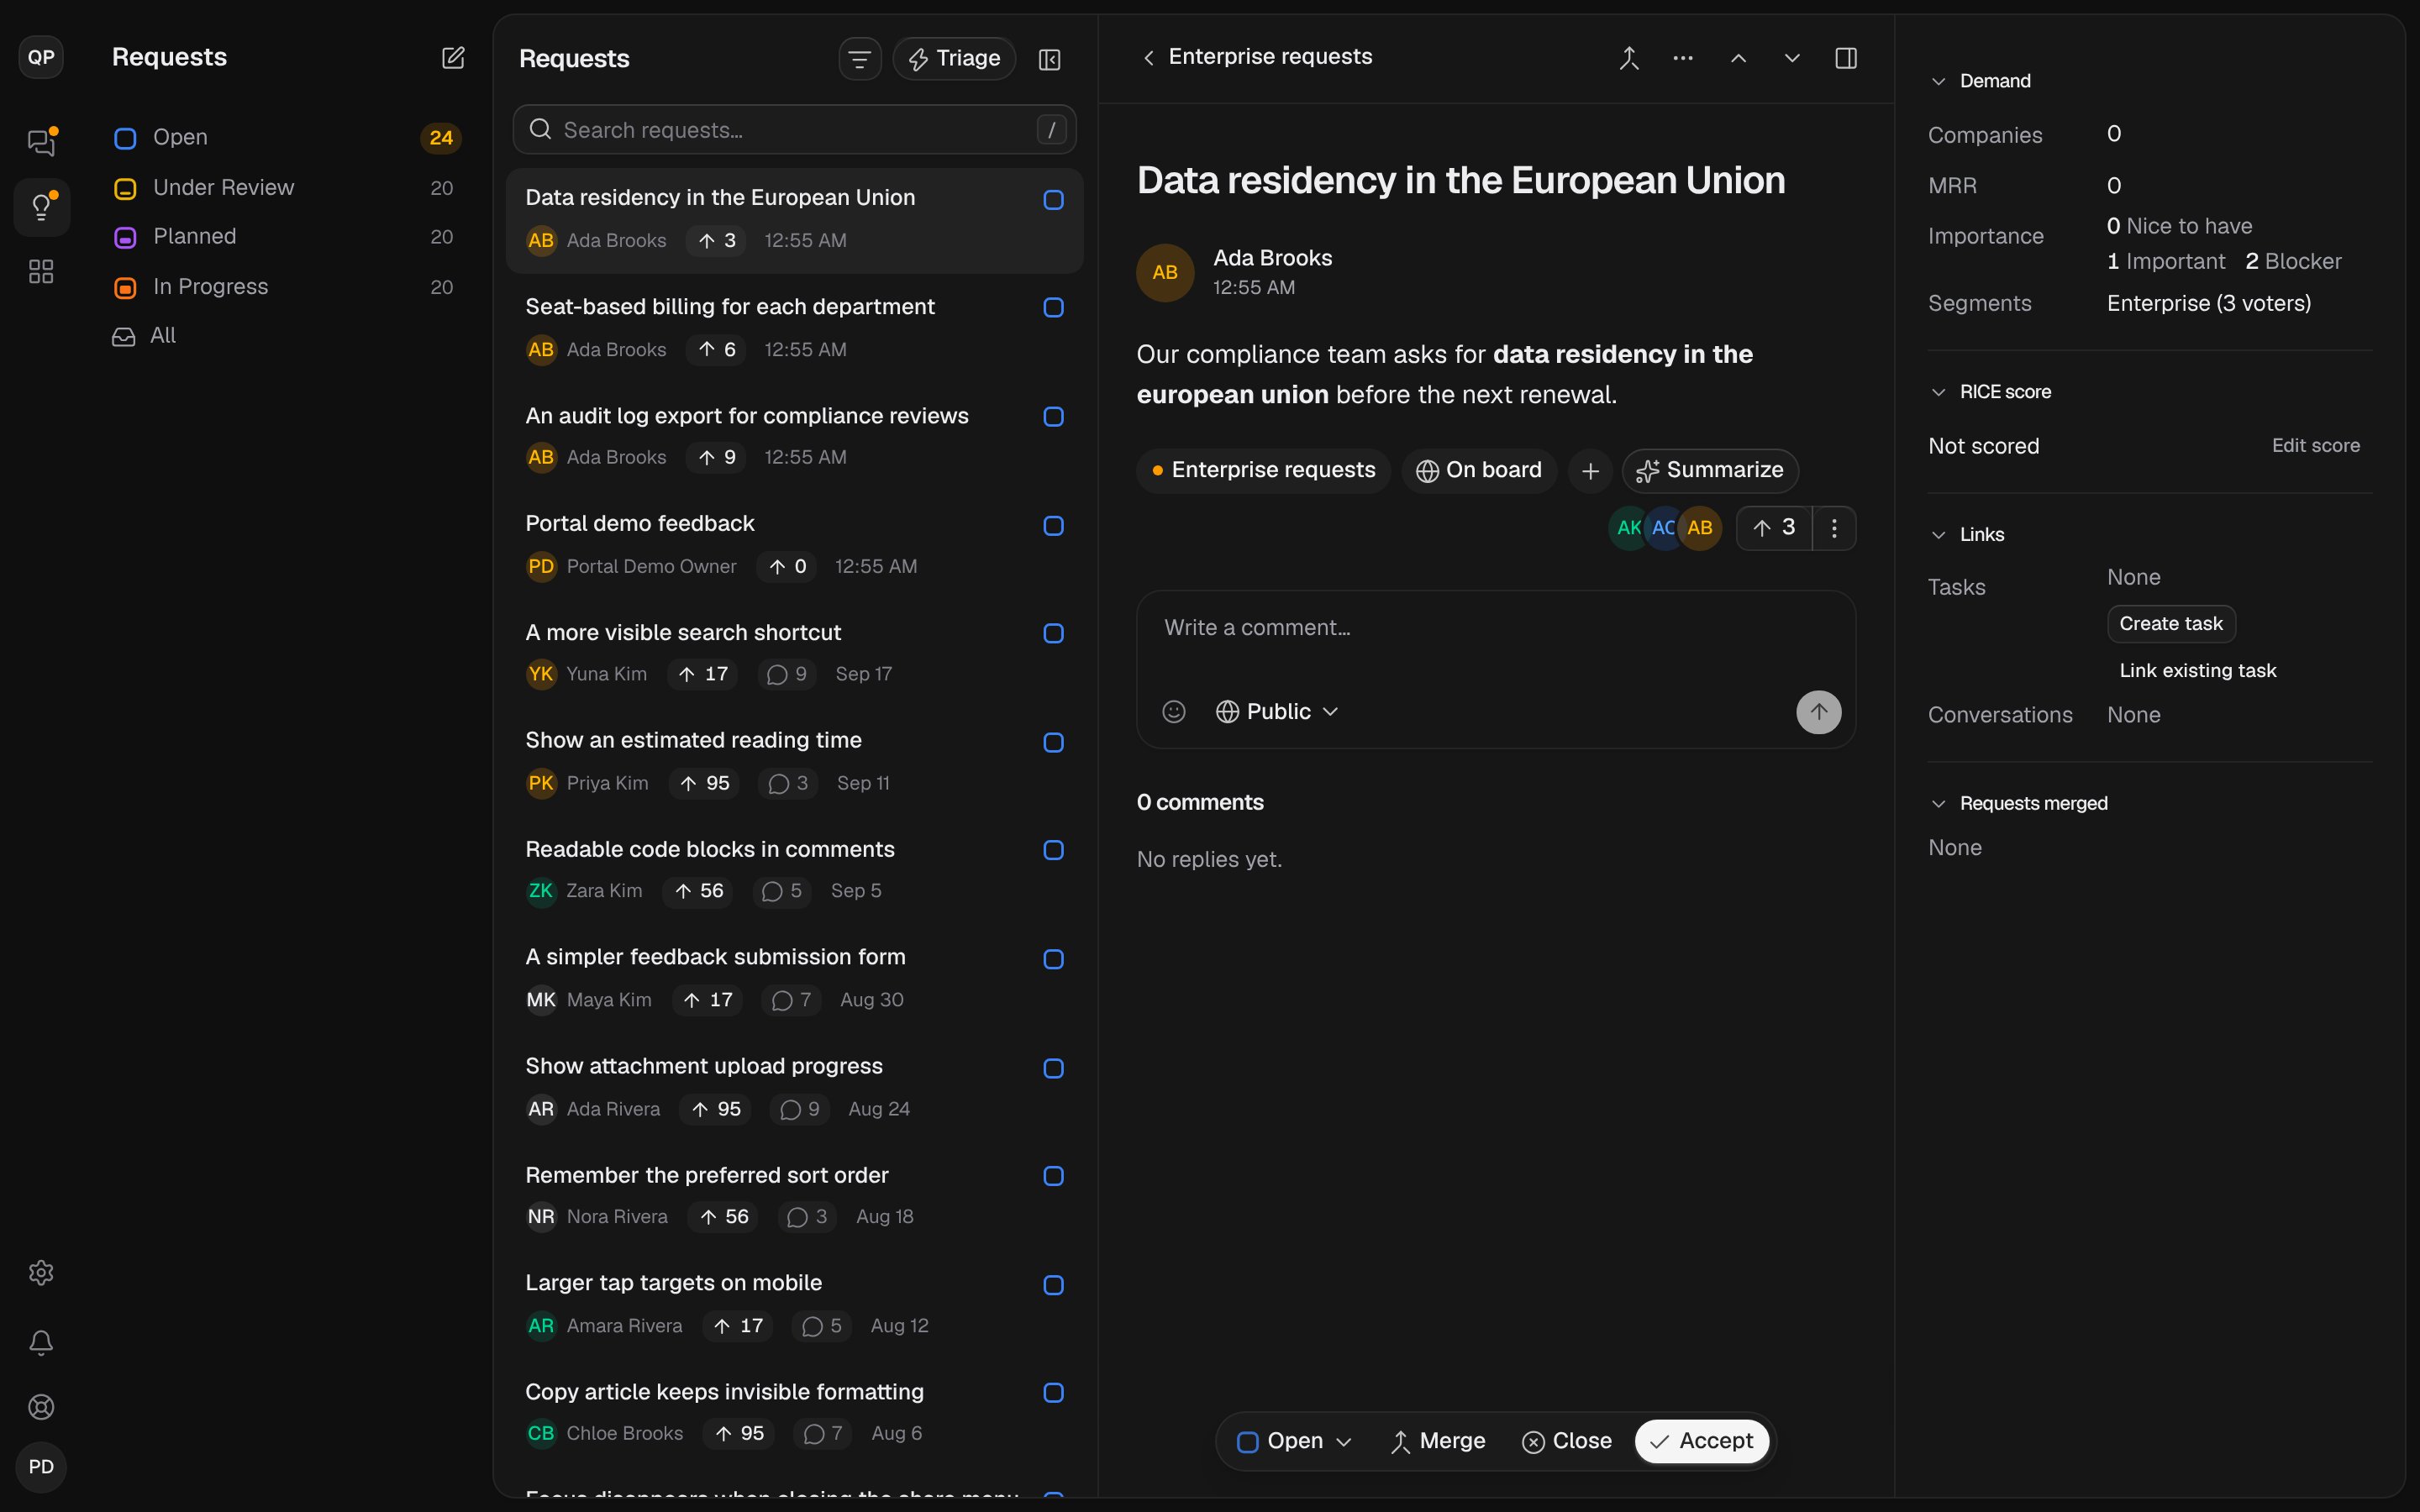 QP
Requests
Open
24
Under Review
20
Planned
20
In Progress
20
All
PD
Requests
Triage
Search requests…
/
Data residency in the European Union
AB Ada Brooks 3 12:55 AM
Seat-based billing for each department
AB Ada Brooks 6 12:55 AM
An audit log export for compliance reviews
AB Ada Brooks 9 12:55 AM
Portal demo feedback
PD Portal Demo Owner 0 12:55 AM
A more visible search shortcut
YK Yuna Kim 17 9 Sep 17
Show an estimated reading time
PK Priya Kim 95 3 Sep 11
Readable code blocks in comments
ZK Zara Kim 56 5 Sep 5
A simpler feedback submission form
MK Maya Kim 17 7 Aug 30
Show attachment upload progress
AR Ada Rivera 95 9 Aug 24
Remember the preferred sort order
NR Nora Rivera 56 3 Aug 18
Larger tap targets on mobile
AR Amara Rivera 17 5 Aug 12
Copy article keeps invisible formatting
CB Chloe Brooks 95 7 Aug 6
Focus disappears when closing the share menu
Enterprise requests
Data residency in the European Union
AB
Ada Brooks
12:55 AM
Our compliance team asks for data residency in the
european union before the next renewal.
Enterprise requests On board Summarize
AK AC AB 3
Write a comment…
Public
0 comments
No replies yet.
Open Merge Close Accept
Demand
Companies 0
MRR 0
Importance 0 Nice to have
1 Important 2 Blocker
Segments Enterprise (3 voters)
RICE score
Not scored Edit score
Links
Tasks None
Create task
Link existing task
Conversations None
Requests merged
None